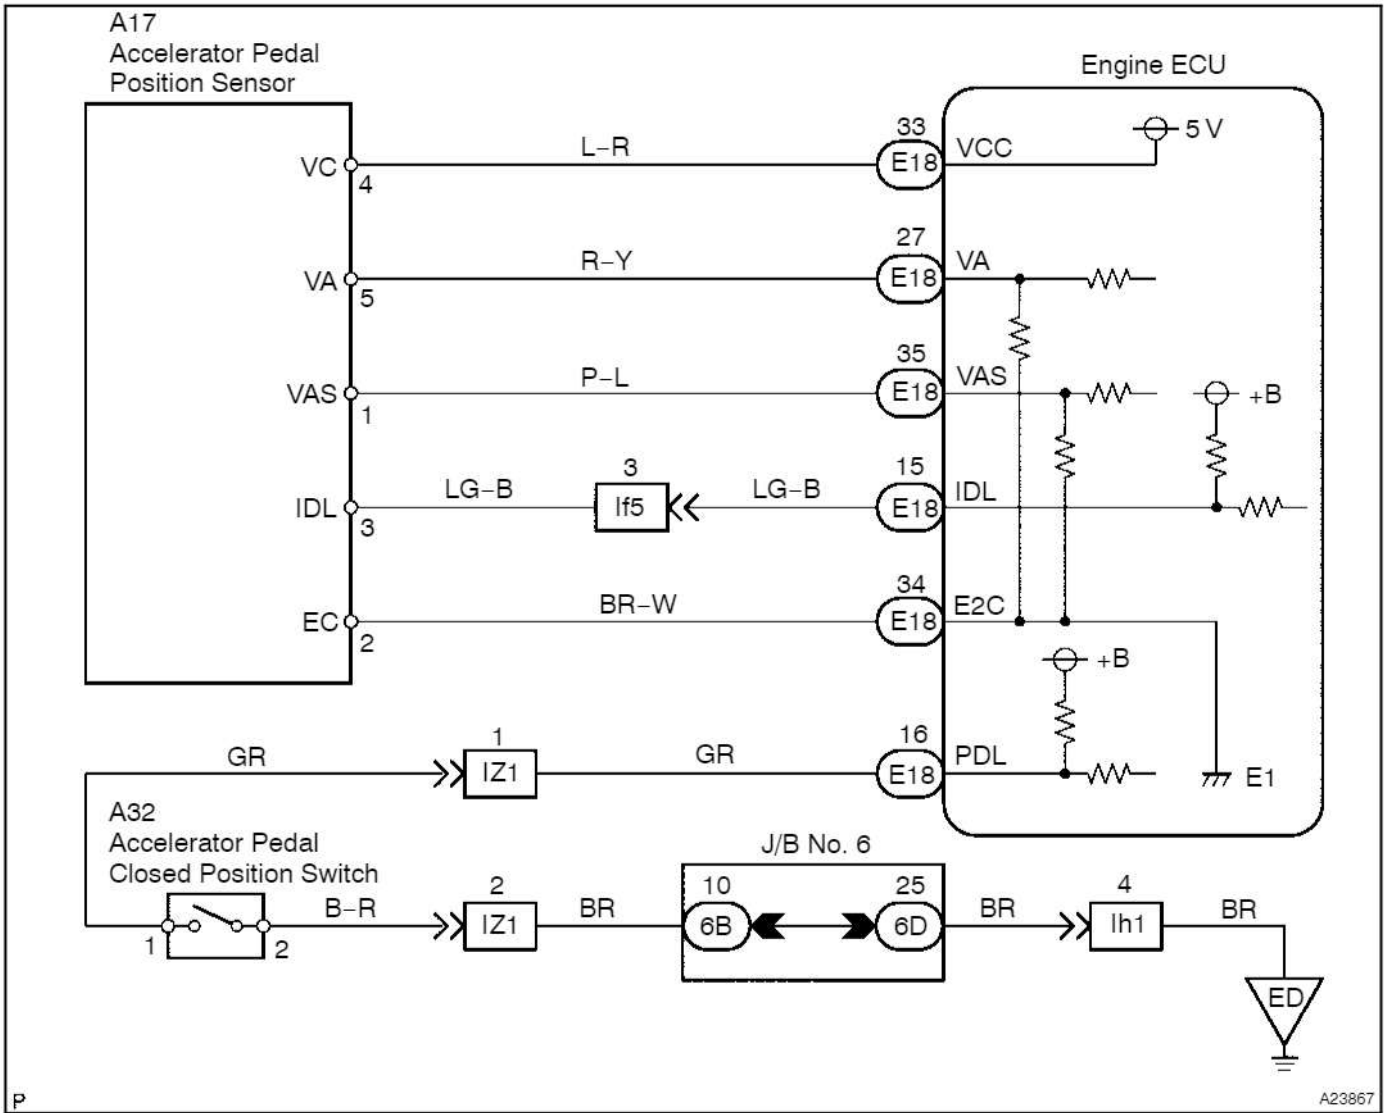 A17
Accelerator Pedal
Position Sensor
Engine ECU
VC
4
L-R
33
E18
VCC
5 V
VA
5
R-Y
27
E18
VA
VAS
1
P-L
35
E18
VAS
+B
IDL
3
LG-B
3
If5
LG-B
15
E18
IDL
EC
2
BR-W
34
E18
E2C
+B
GR
1
IZ1
GR
16
E18
PDL
E1
A32
Accelerator Pedal
Closed Position Switch
J/B No. 6
1
2
B-R
2
IZ1
BR
10
6B
25
6D
BR
4
Ih1
BR
ED
P
A23867